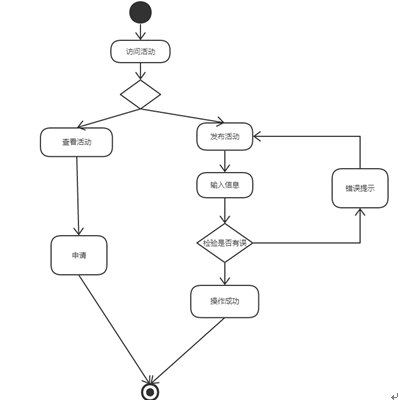 访问活动
查看活动
发布活动
输入信息
错误提示
检验是否有误
申请
操作成功